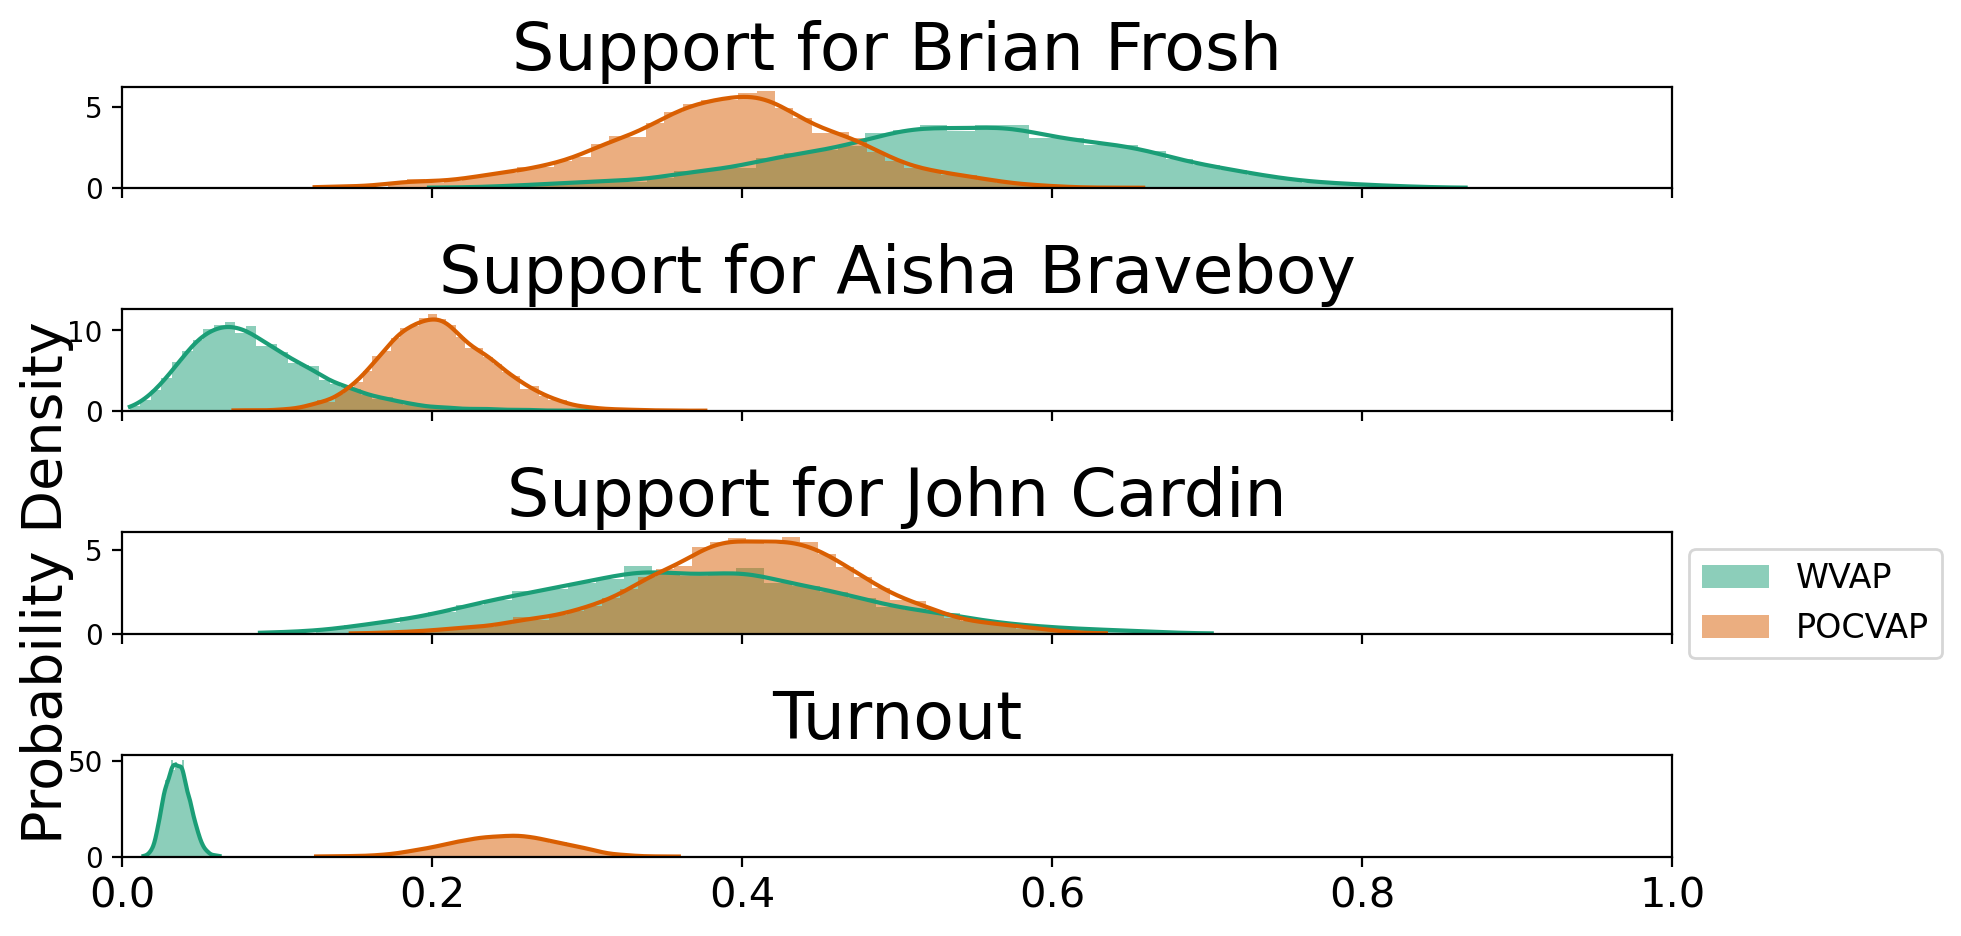 Support for Brian Frosh
5
0
Support for Aisha Braveboy
10
0
Support for John Cardin
5
0
Turnout
50
0
0.0 0.2 0.4 0.6 0.8 1.0
Probability Density
WVAP
POCVAP